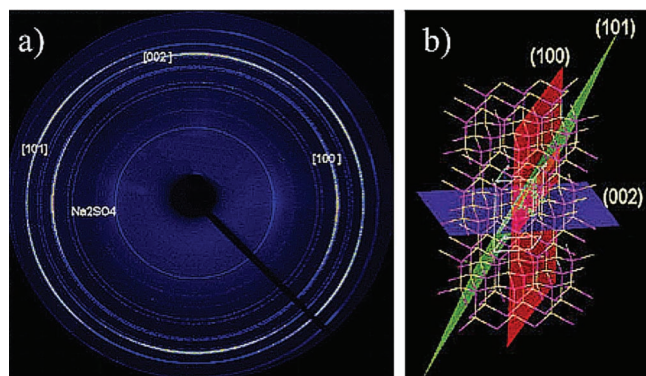 a)
[002]
[101]
[100]
Na2SO4
b)
(101)
(100)
(002)